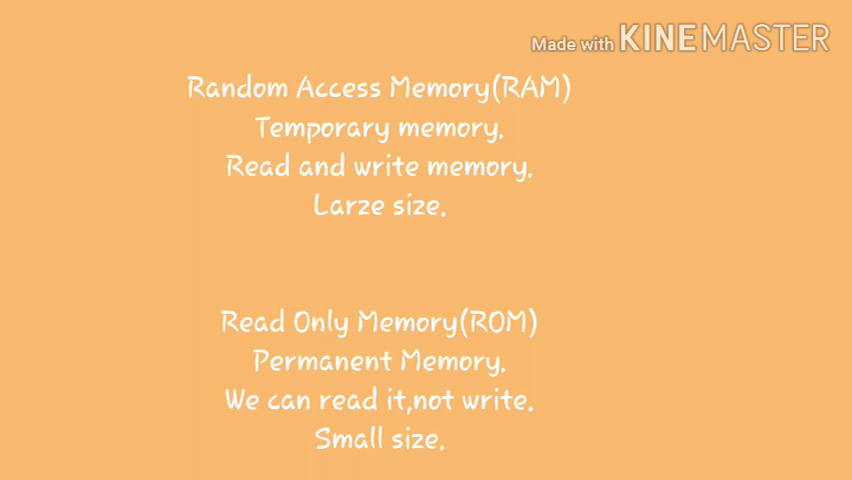 Made with KINEMASTER
Random Access Memory(RAM)
Temporary memory.
Read and write memory.
Larze size.
Read Only Memory(ROM)
Permanent Memory.
We can read it,not write.
Small size.